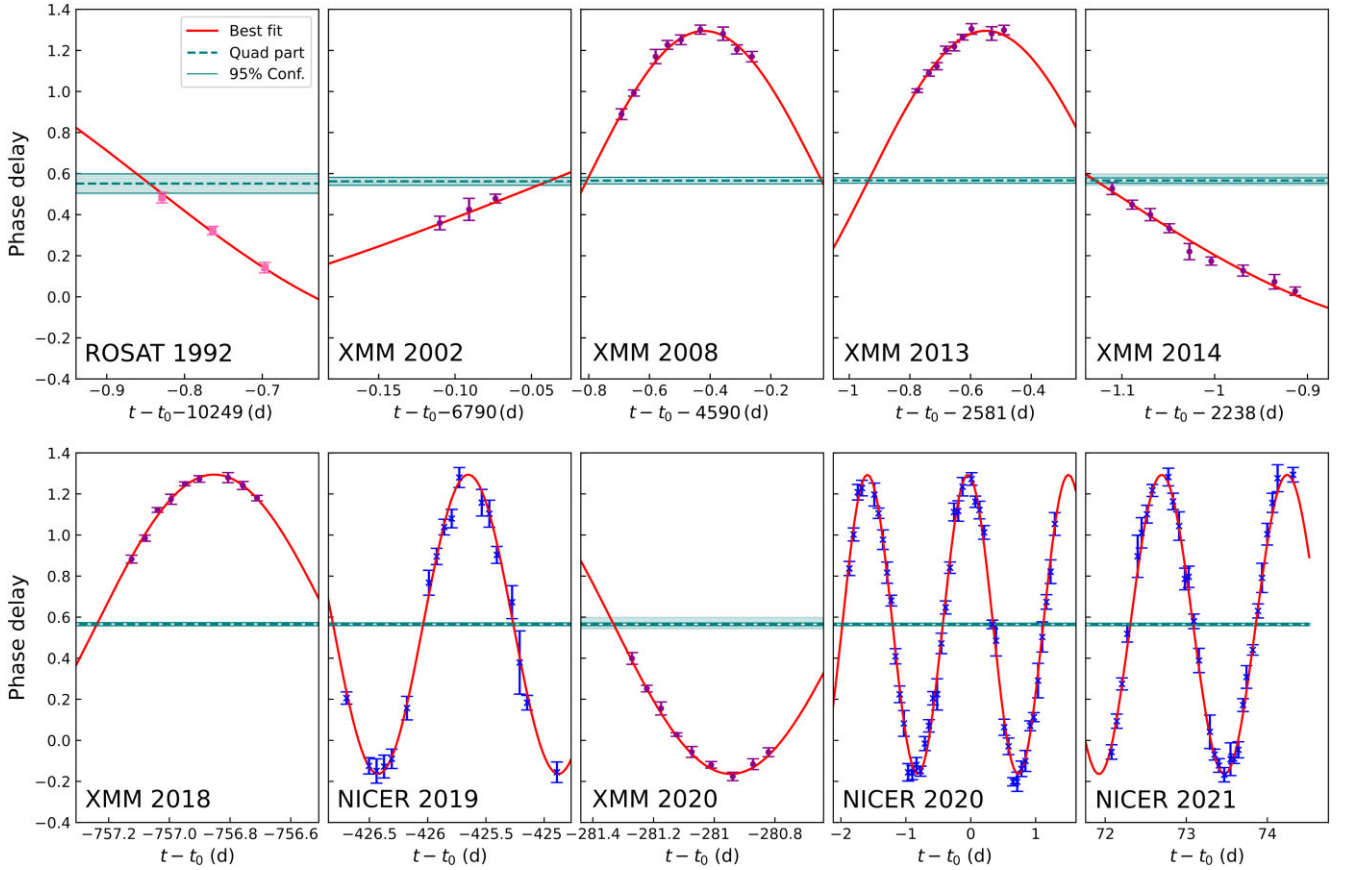 1.4
1.2
1.0
0.8
0.6
0.4
0.2
0.0
−0.2
−0.4
Phase delay
Best fit
Quad part
95% Conf.
ROSAT 1992
XMM 2002
XMM 2008
XMM 2013
XMM 2014
−0.9 −0.8 −0.7
−0.15 −0.10 −0.05
−0.8 −0.6 −0.4 −0.2
−1 −0.8 −0.6 −0.4
−1.1 −1 −0.9
t − t₀−10249 (d)
t − t₀−6790 (d)
t − t₀ − 4590 (d)
t − t₀ − 2581 (d)
t − t₀ − 2238 (d)
1.4
1.2
1.0
0.8
0.6
0.4
0.2
0.0
−0.2
−0.4
Phase delay
XMM 2018
NICER 2019
XMM 2020
NICER 2020
NICER 2021
−757.2 −757.0 −756.8 −756.6
−426.5 −426 −425.5 −425
−281.4 −281.2 −281 −280.8
−2 −1 0 1
72 73 74
t − t₀ (d)
t − t₀ (d)
t − t₀ (d)
t − t₀ (d)
t − t₀ (d)